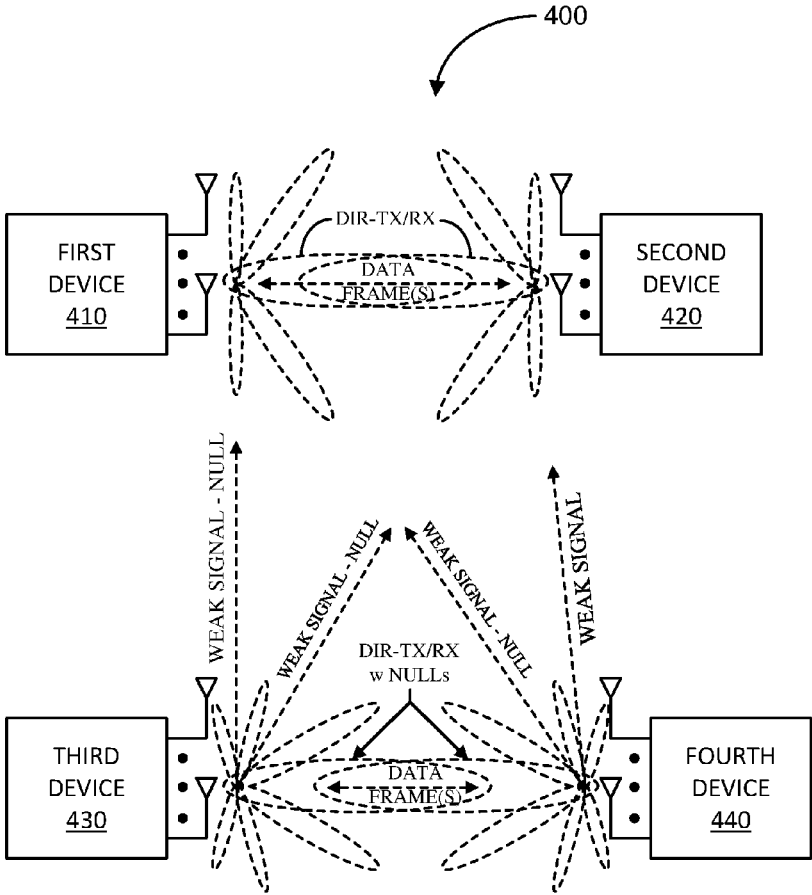 400
DIR-TX/RX
FIRST
DEVICE
410
DATA
FRAME(S)
SECOND
DEVICE
420
WEAK SIGNAL - NULL
WEAK SIGNAL - NULL
WEAK SIGNAL - NULL
WEAK SIGNAL
DIR-TX/RX
w NULLs
THIRD
DEVICE
430
DATA
FRAME(S)
FOURTH
DEVICE
440